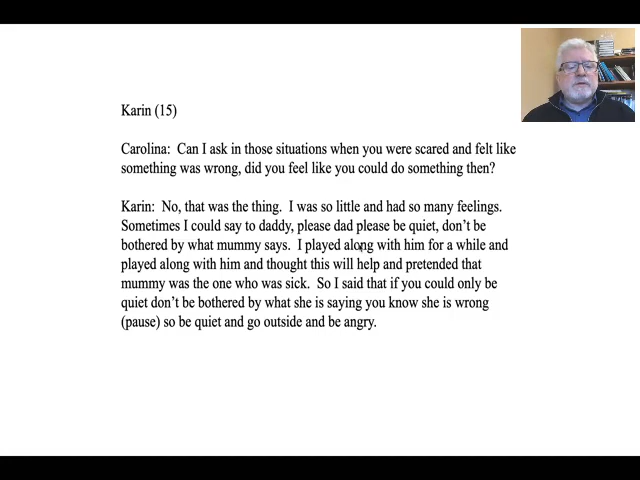 Karin (15)
Carolina:  Can I ask in those situations when you were scared and felt like
something was wrong, did you feel like you could do something then?
Karin:  No, that was the thing.  I was so little and had so many feelings.
Sometimes I could say to daddy, please dad please be quiet, don't be
bothered by what mummy says.  I played along with him for a while and
played along with him and thought this will help and pretended that
mummy was the one who was sick.  So I said that if you could only be
quiet don't be bothered by what she is saying you know she is wrong
(pause) so be quiet and go outside and be angry.